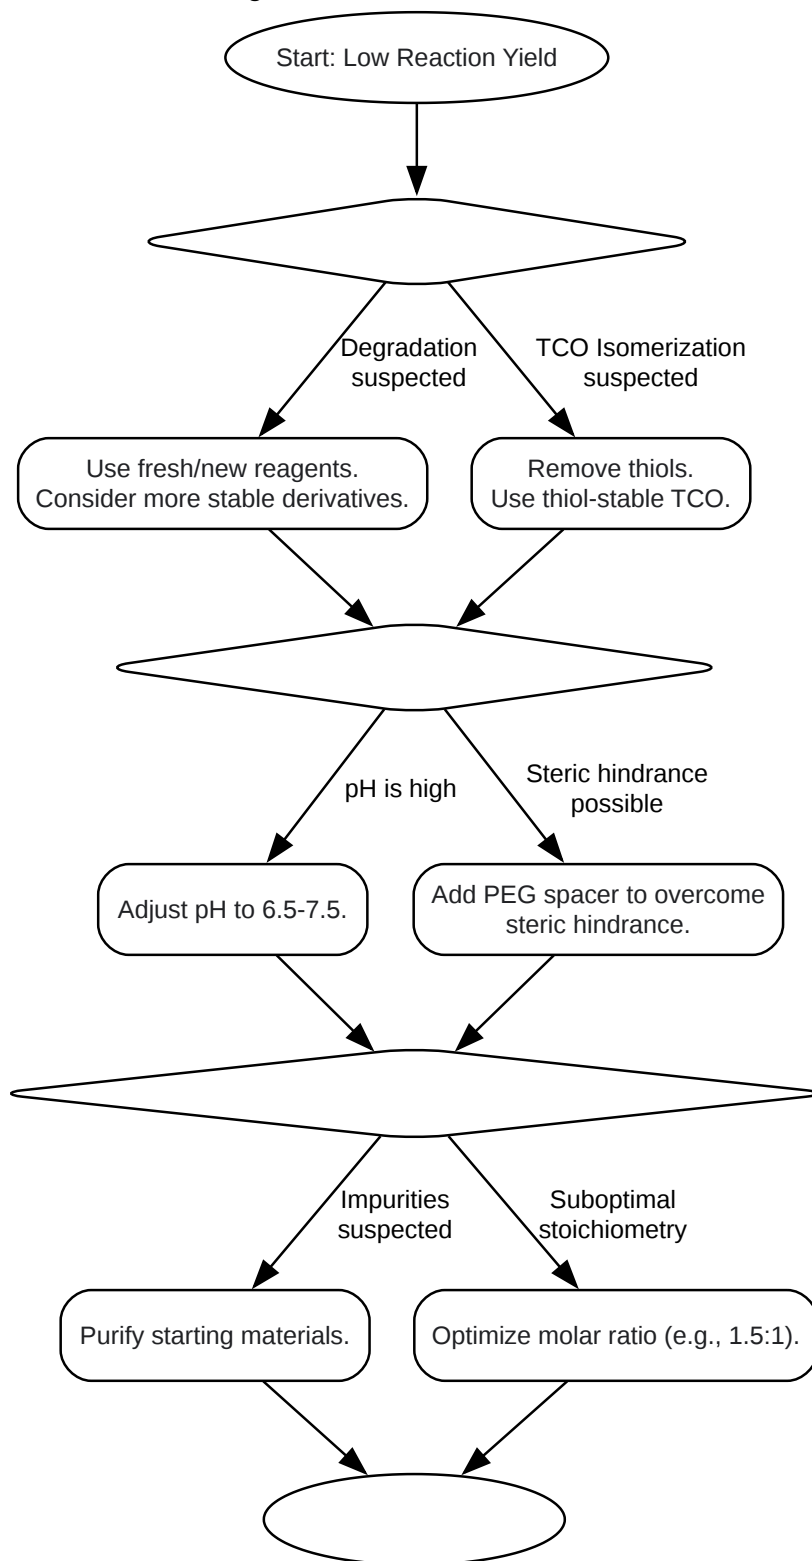 Start: Low Reaction Yield
Degradation
suspected
TCO Isomerization
suspected
Use fresh/new reagents.
Consider more stable derivatives.
Remove thiols.
Use thiol-stable TCO.
pH is high
Steric hindrance
possible
Adjust pH to 6.5-7.5.
Add PEG spacer to overcome
steric hindrance.
Impurities
suspected
Suboptimal
stoichiometry
Purify starting materials.
Optimize molar ratio (e.g., 1.5:1).